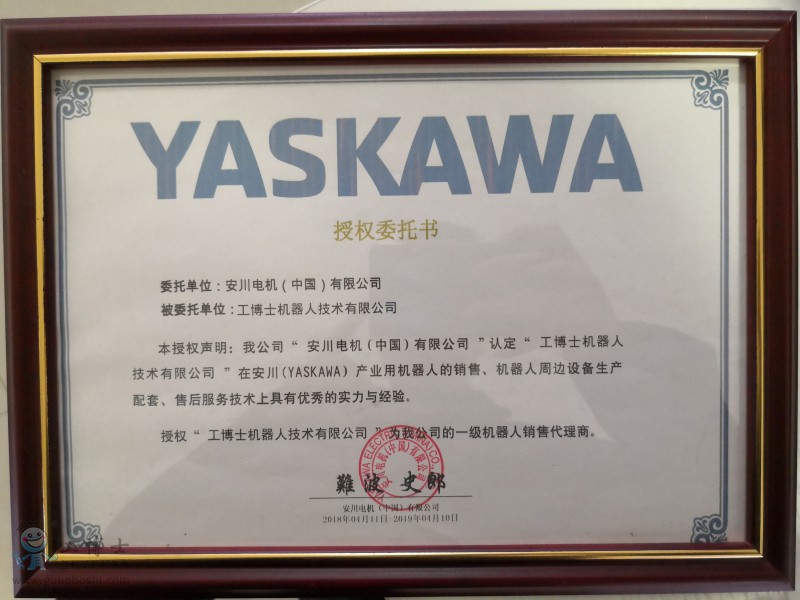 YASKAWA
授权委托书
委托单位：安川电机（中国）有限公司
被委托单位：工博士机器人技术有限公司
本授权声明：我公司“ 安川电机（中国）有限公司 ”认定“ 工博士机器人
技术有限公司 ”在安川(YASKAWA）产业用机器人的销售、机器人周边设备生产
配套、售后服务技术上具有优秀的实力与经验。
授权“ 工博士机器人技术有限公司 ”为我公司的一级机器人销售代理商。
難波 史郎
安川电机（中国）有限公司
2018年04月11日-2019年04月10日
YASKAWA
工博士